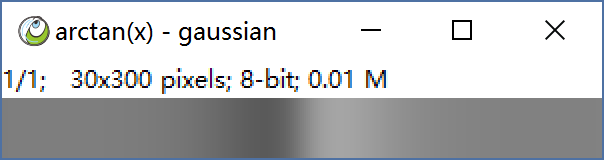 arctan(x) - gaussian
1/1;   30x300 pixels; 8-bit; 0.01 M